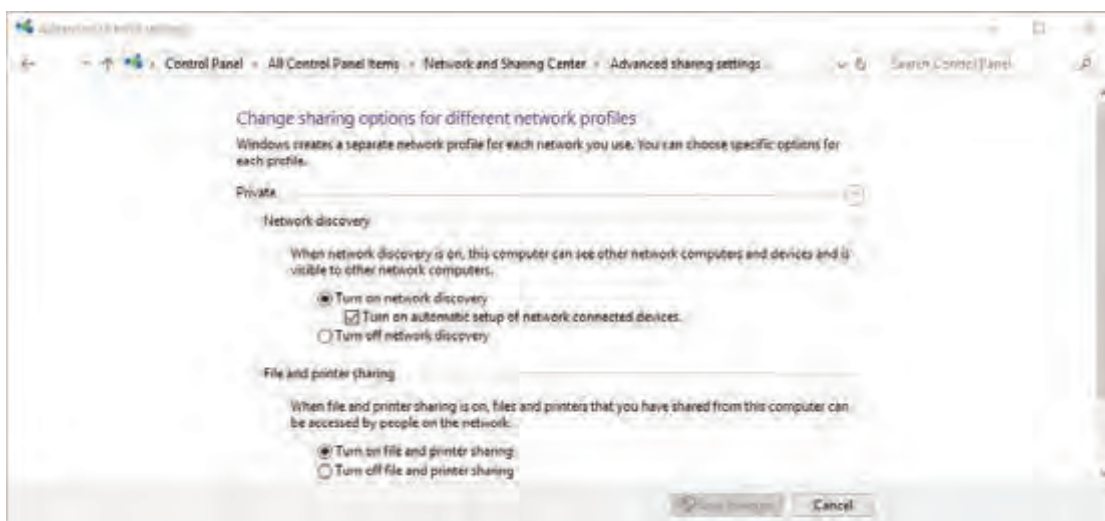 Advanced sharing settings
Control Panel › All Control Panel Items › Network and Sharing Center › Advanced sharing settings
Search Control Panel
Change sharing options for different network profiles
Windows creates a separate network profile for each network you use. You can choose specific options for
each profile.
Private
Network discovery
When network discovery is on, this computer can see other network computers and devices and is
visible to other network computers.
Turn on network discovery
Turn on automatic setup of network connected devices.
Turn off network discovery
File and printer sharing
When file and printer sharing is on, files and printers that you have shared from this computer can
be accessed by people on the network.
Turn on file and printer sharing
Turn off file and printer sharing
Cancel